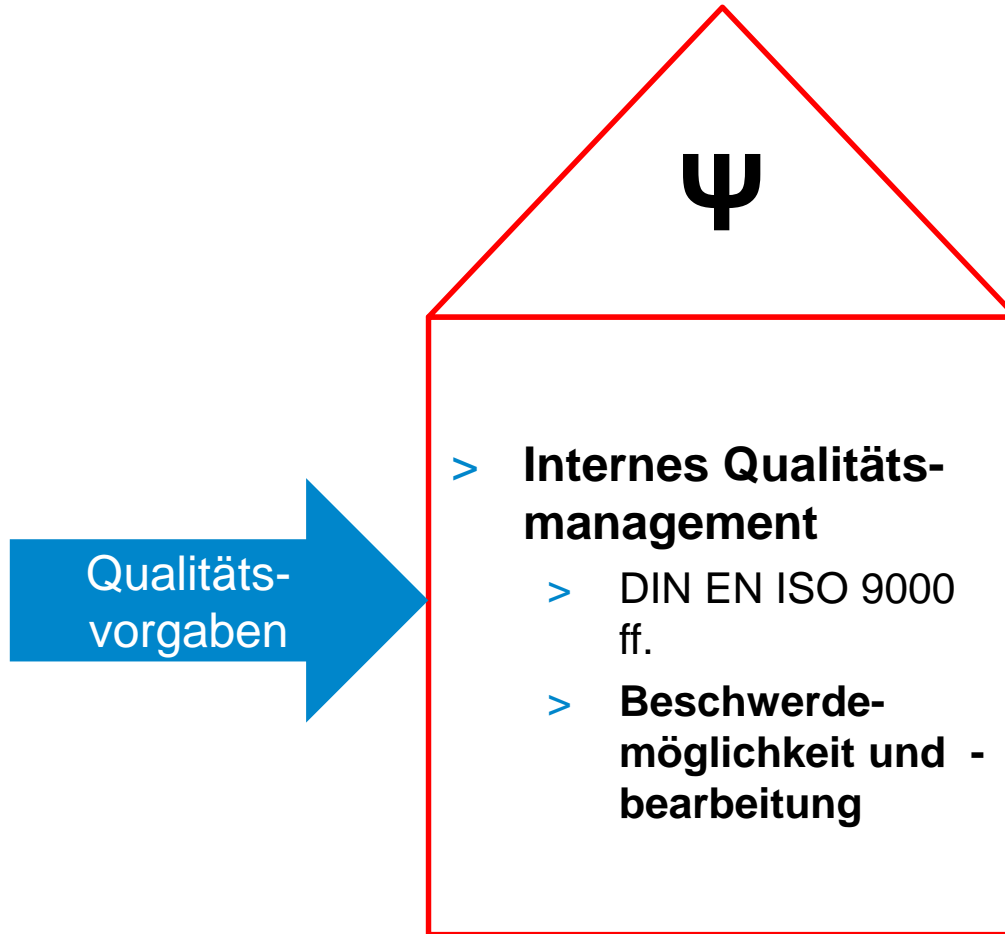 Ψ
> Internes Qualitäts-
management
> DIN EN ISO 9000
ff.
> Beschwerde-
möglichkeit und -
bearbeitung
Qualitäts-
vorgaben